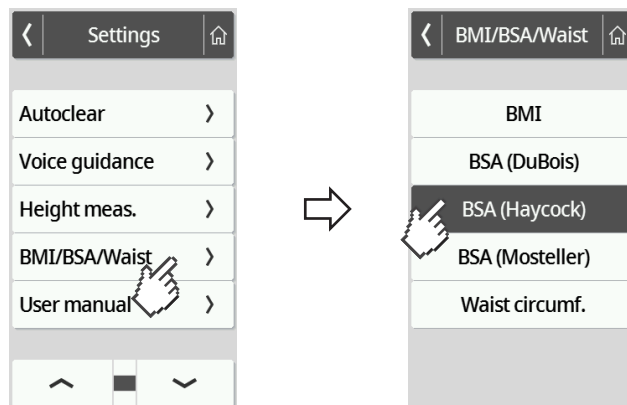 Settings
Autoclear
Voice guidance
Height meas.
BMI/BSA/Waist
User manual
BMI/BSA/Waist
BMI
BSA (DuBois)
BSA (Haycock)
BSA (Mosteller)
Waist circumf.